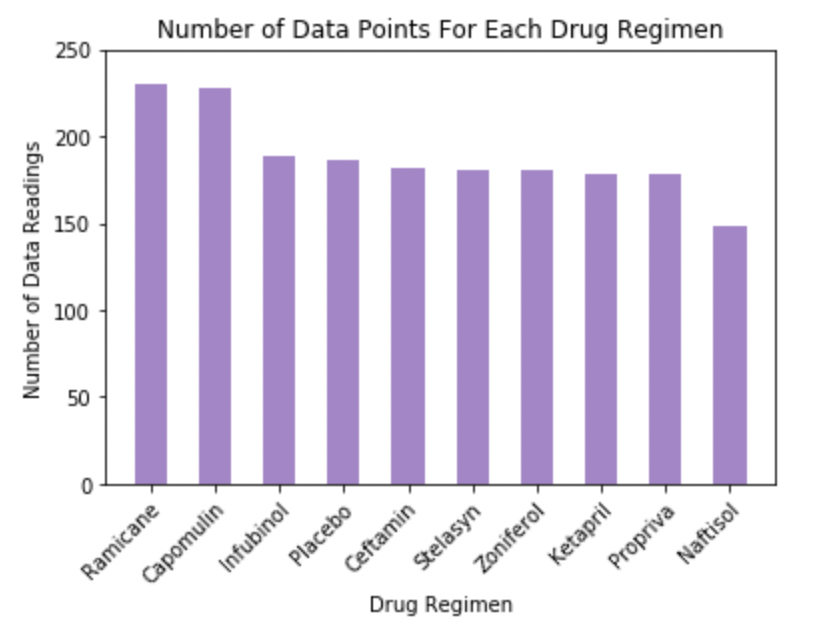 Number of Data Points For Each Drug Regimen
250
200
150
100
50
0
Number of Data Readings
Ramicane
Capomulin
Infubinol
Placebo
Ceftamin
Stelasyn
Zoniferol
Ketapril
Propriva
Naftisol
Drug Regimen